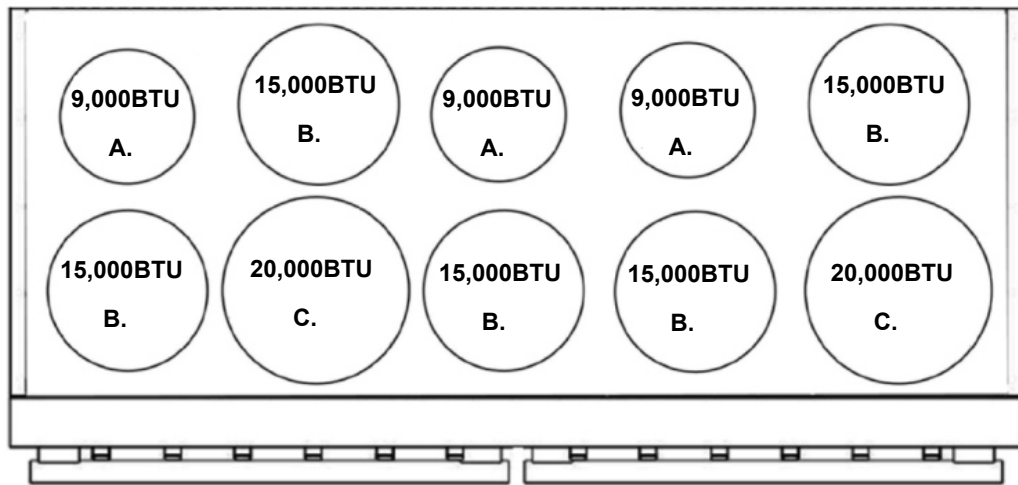 9,000BTU
A.
15,000BTU
B.
9,000BTU
A.
9,000BTU
A.
15,000BTU
B.
15,000BTU
B.
20,000BTU
C.
15,000BTU
B.
15,000BTU
B.
20,000BTU
C.